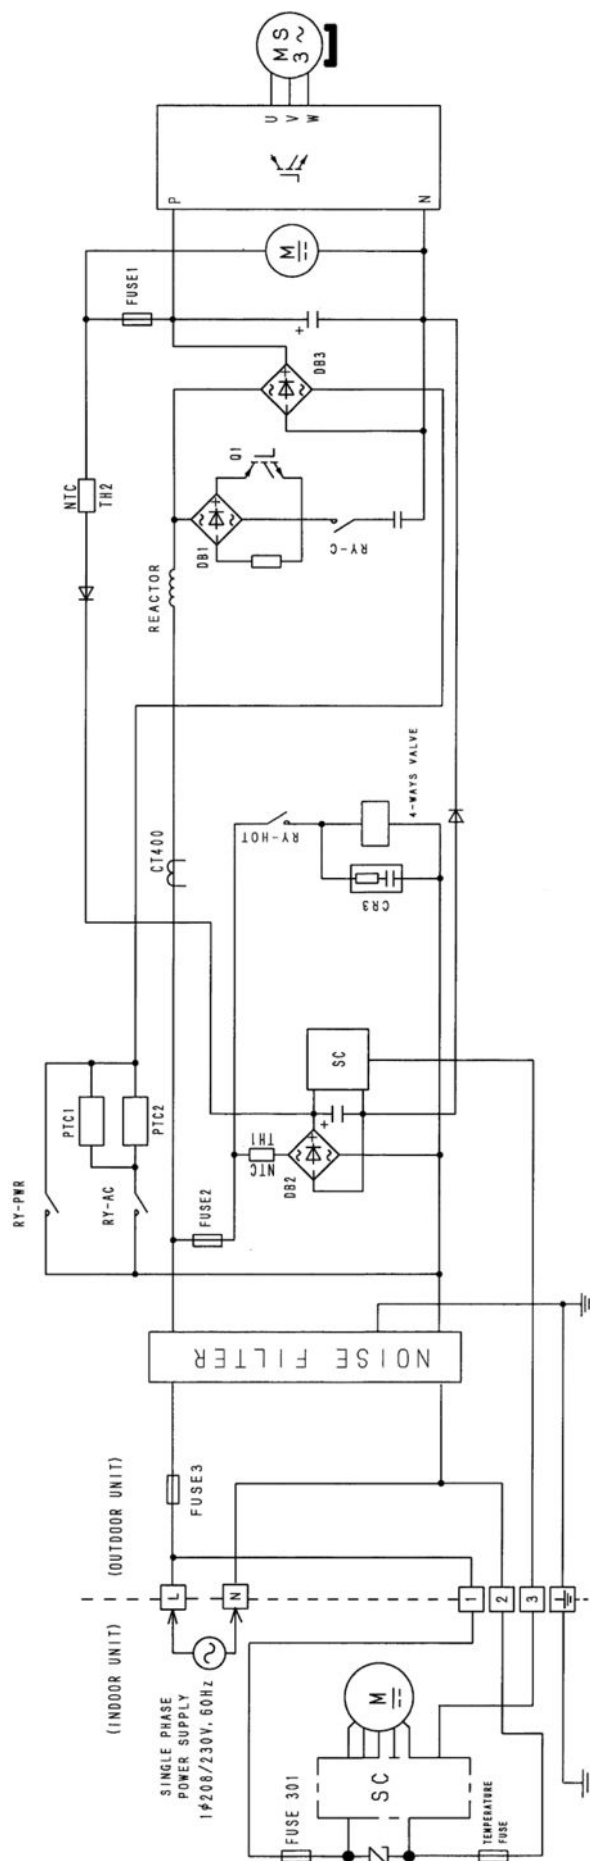 (INDOOR UNIT)
(OUTDOOR UNIT)
SINGLE PHASE
POWER SUPPLY
1φ208/230V, 60Hz
L
N
FUSE3
FUSE 301
SC
M
TEMPERATURE
FUSE
1
2
3
NOISE FILTER
RY-PWR
RY-AC
PTC1
PTC2
FUSE2
NTC
TH1
DB2
+
SC
CT400
RY-HOT
CR3
4-WAYS VALVE
REACTOR
NTC
TH2
DB1
Q1
RY-C
DB3
FUSE1
+
M
P
N
U
V
W
MS
3~